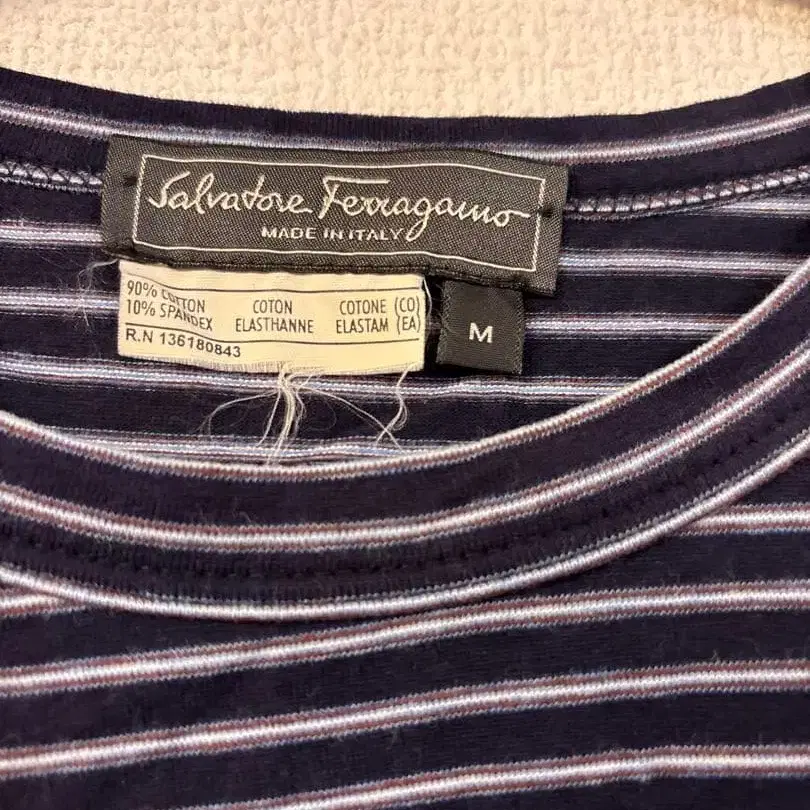 Salvatore Ferragamo
MADE IN ITALY
90% COTTON COTON COTONE (CO)
10% SPANDEX ELASTHANNE ELASTAM (EA)
R.N 136180843
M